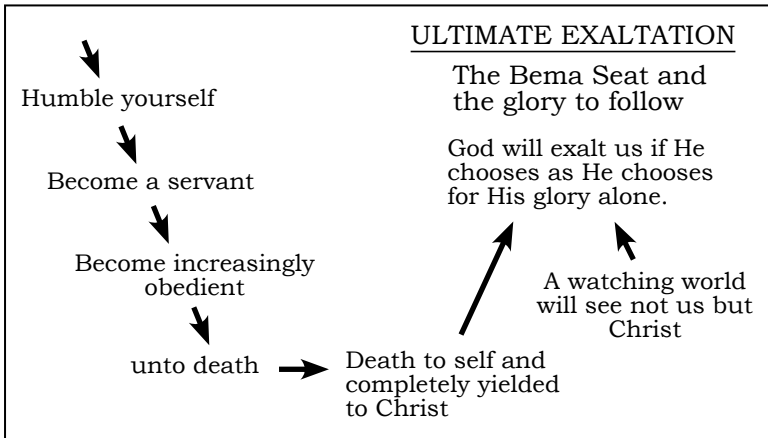 ULTIMATE EXALTATION
The Bema Seat and
the glory to follow
Humble yourself
Become a servant
Become increasingly
obedient
unto death
Death to self and
completely yielded
to Christ
God will exalt us if He
chooses as He chooses
for His glory alone.
A watching world
will see not us but
Christ